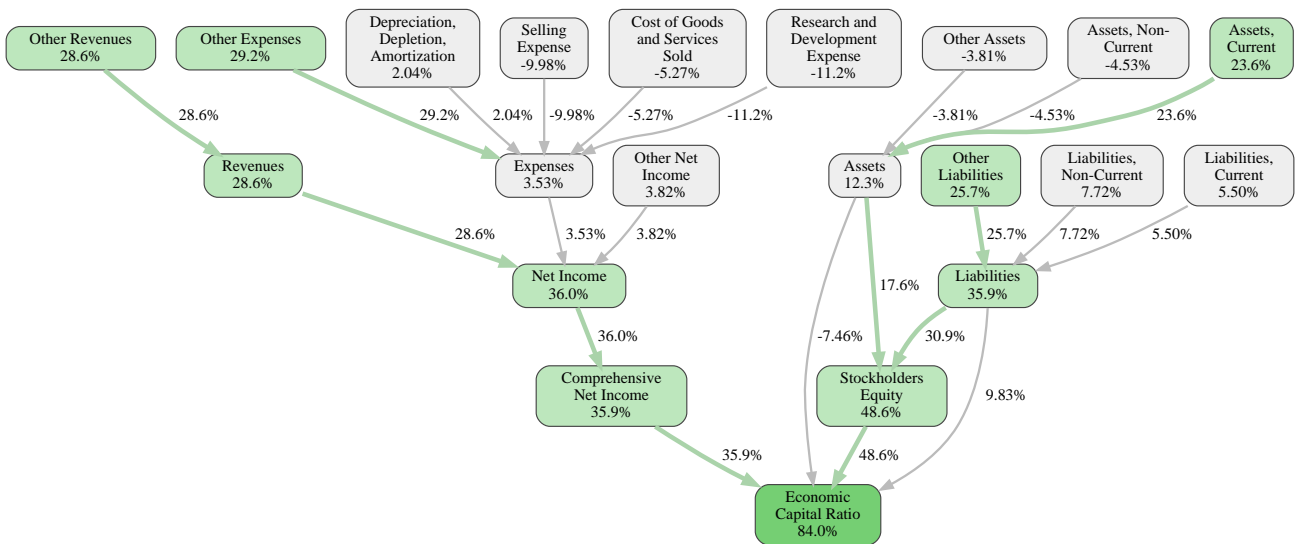 Other Revenues
28.6%
Other Expenses
29.2%
Depreciation,
Depletion,
Amortization
2.04%
Selling
Expense
-9.98%
Cost of Goods
and Services
Sold
-5.27%
Research and
Development
Expense
-11.2%
Other Assets
-3.81%
Assets, Non-
Current
-4.53%
Assets,
Current
23.6%
28.6%
29.2%
2.04%
-9.98%
-5.27%
-11.2%
-3.81%
-4.53%
23.6%
Revenues
28.6%
Expenses
3.53%
Other Net
Income
3.82%
Assets
12.3%
Other
Liabilities
25.7%
Liabilities,
Non-Current
7.72%
Liabilities,
Current
5.50%
28.6%
3.53%
3.82%
25.7%
7.72%
5.50%
Net Income
36.0%
17.6%
Liabilities
35.9%
36.0%
-7.46%
30.9%
Comprehensive
Net Income
35.9%
Stockholders
Equity
48.6%
9.83%
35.9%
48.6%
Economic
Capital Ratio
84.0%